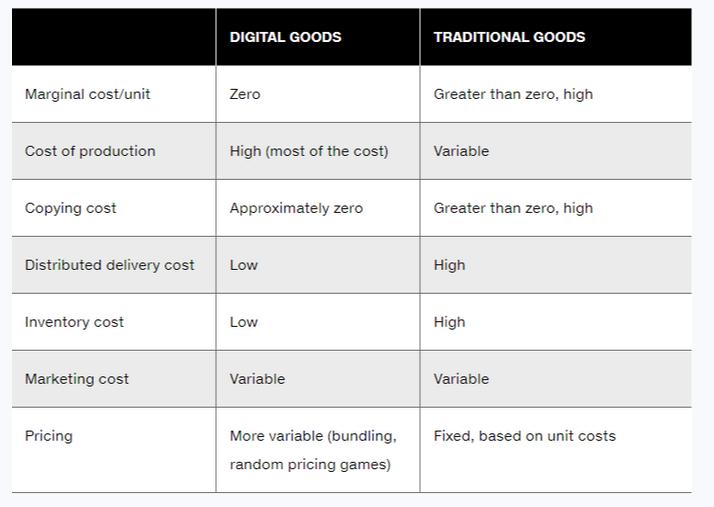 DIGITAL GOODS TRADITIONAL GOODS
Marginal cost/unit Zero Greater than zero, high
Cost of production High (most of the cost) Variable
Copying cost Approximately zero Greater than zero, high
Distributed delivery cost Low High
Inventory cost Low High
Marketing cost Variable Variable
Pricing More variable (bundling, Fixed, based on unit costs
random pricing games)